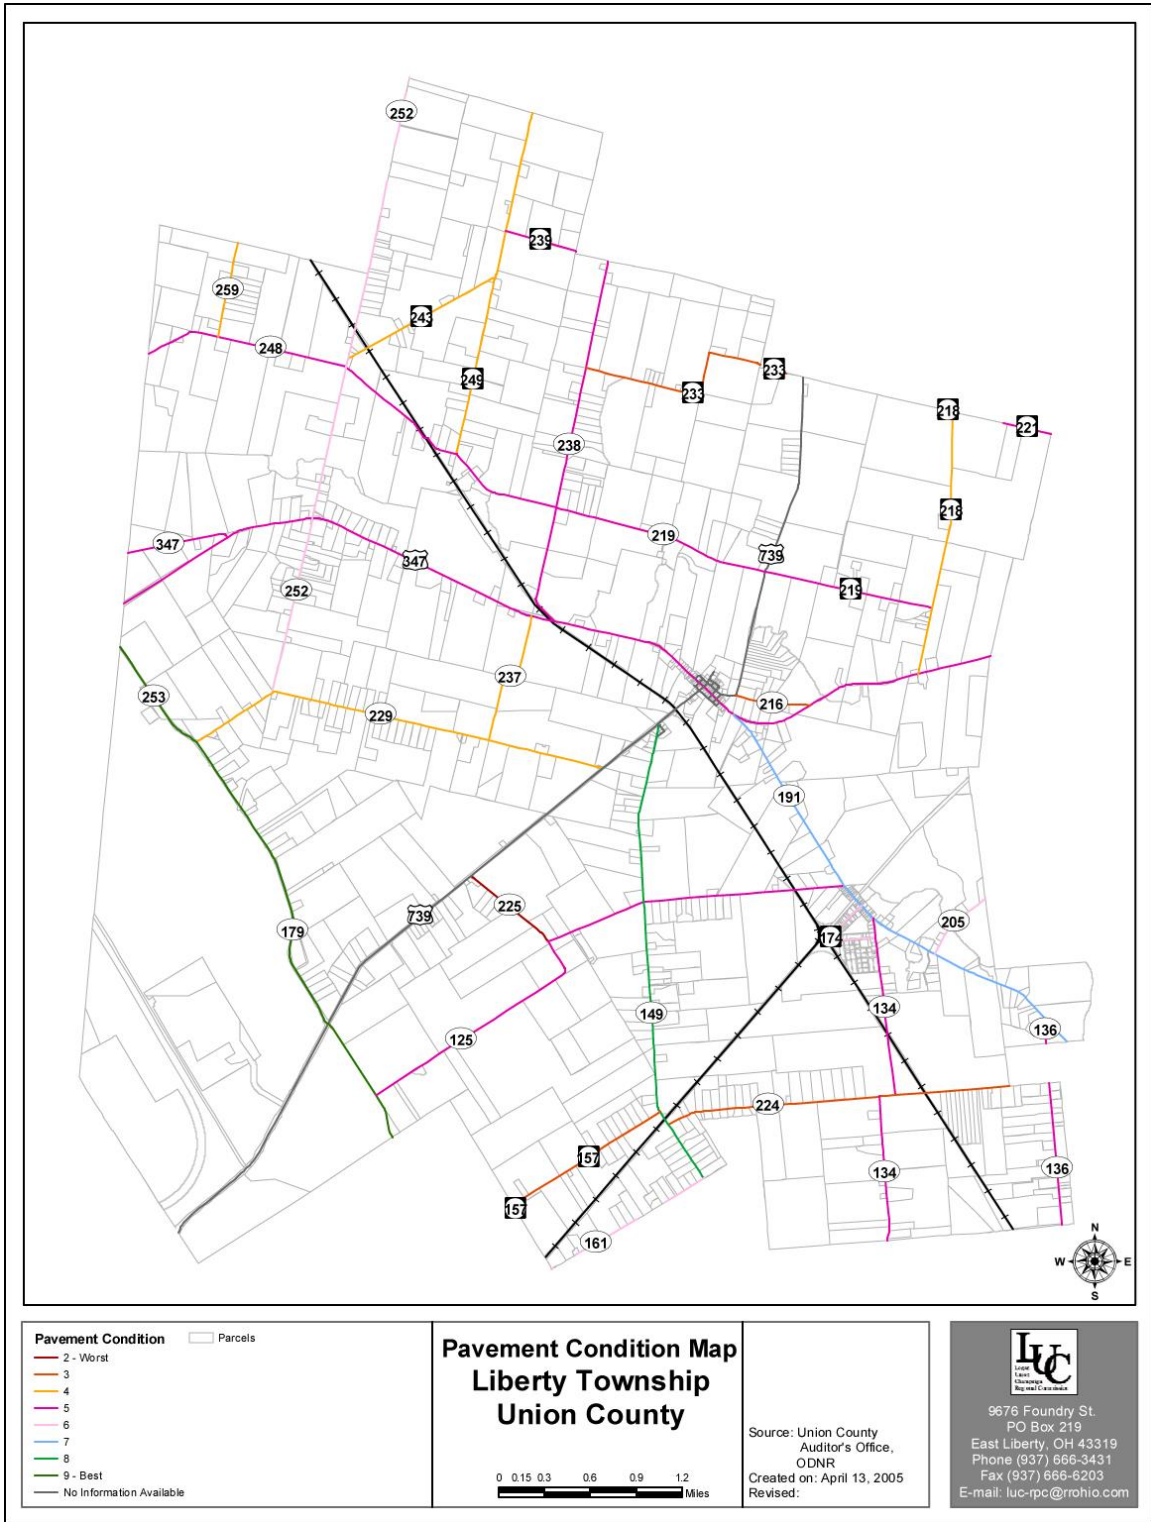 252
239
259
243
248
249
233
233
218
221
238
218
219
739
347
347
219
252
237
253
216
229
191
225
739
205
179
174
149
134
136
125
224
157
134
136
157
161
N
W E
S
Pavement Condition
Parcels
2 - Worst
3
4
5
6
7
8
9 - Best
No Information Available
Pavement Condition Map
Liberty Township
Union County
0 0.15 0.3 0.6 0.9 1.2
Miles
Source: Union County
Auditor's Office,
ODNR
Created on: April 13, 2005
Revised:
LUC
Logan
Union
Champaign
Regional Commission
9676 Foundry St.
PO Box 219
East Liberty, OH 43319
Phone (937) 666-3431
Fax (937) 666-6203
E-mail: luc-rpc@rrohio.com